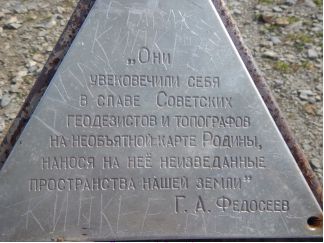 „Они
увековечили себя
в славе Советских
геодезистов и топографов
на необъятной карте Родины,
нанося на неё неизведанные
пространства нашей земли”
Г. А. Федосеев